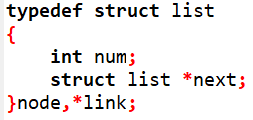 typedef struct list
{
    int num;
    struct list *next;
}node,*link;